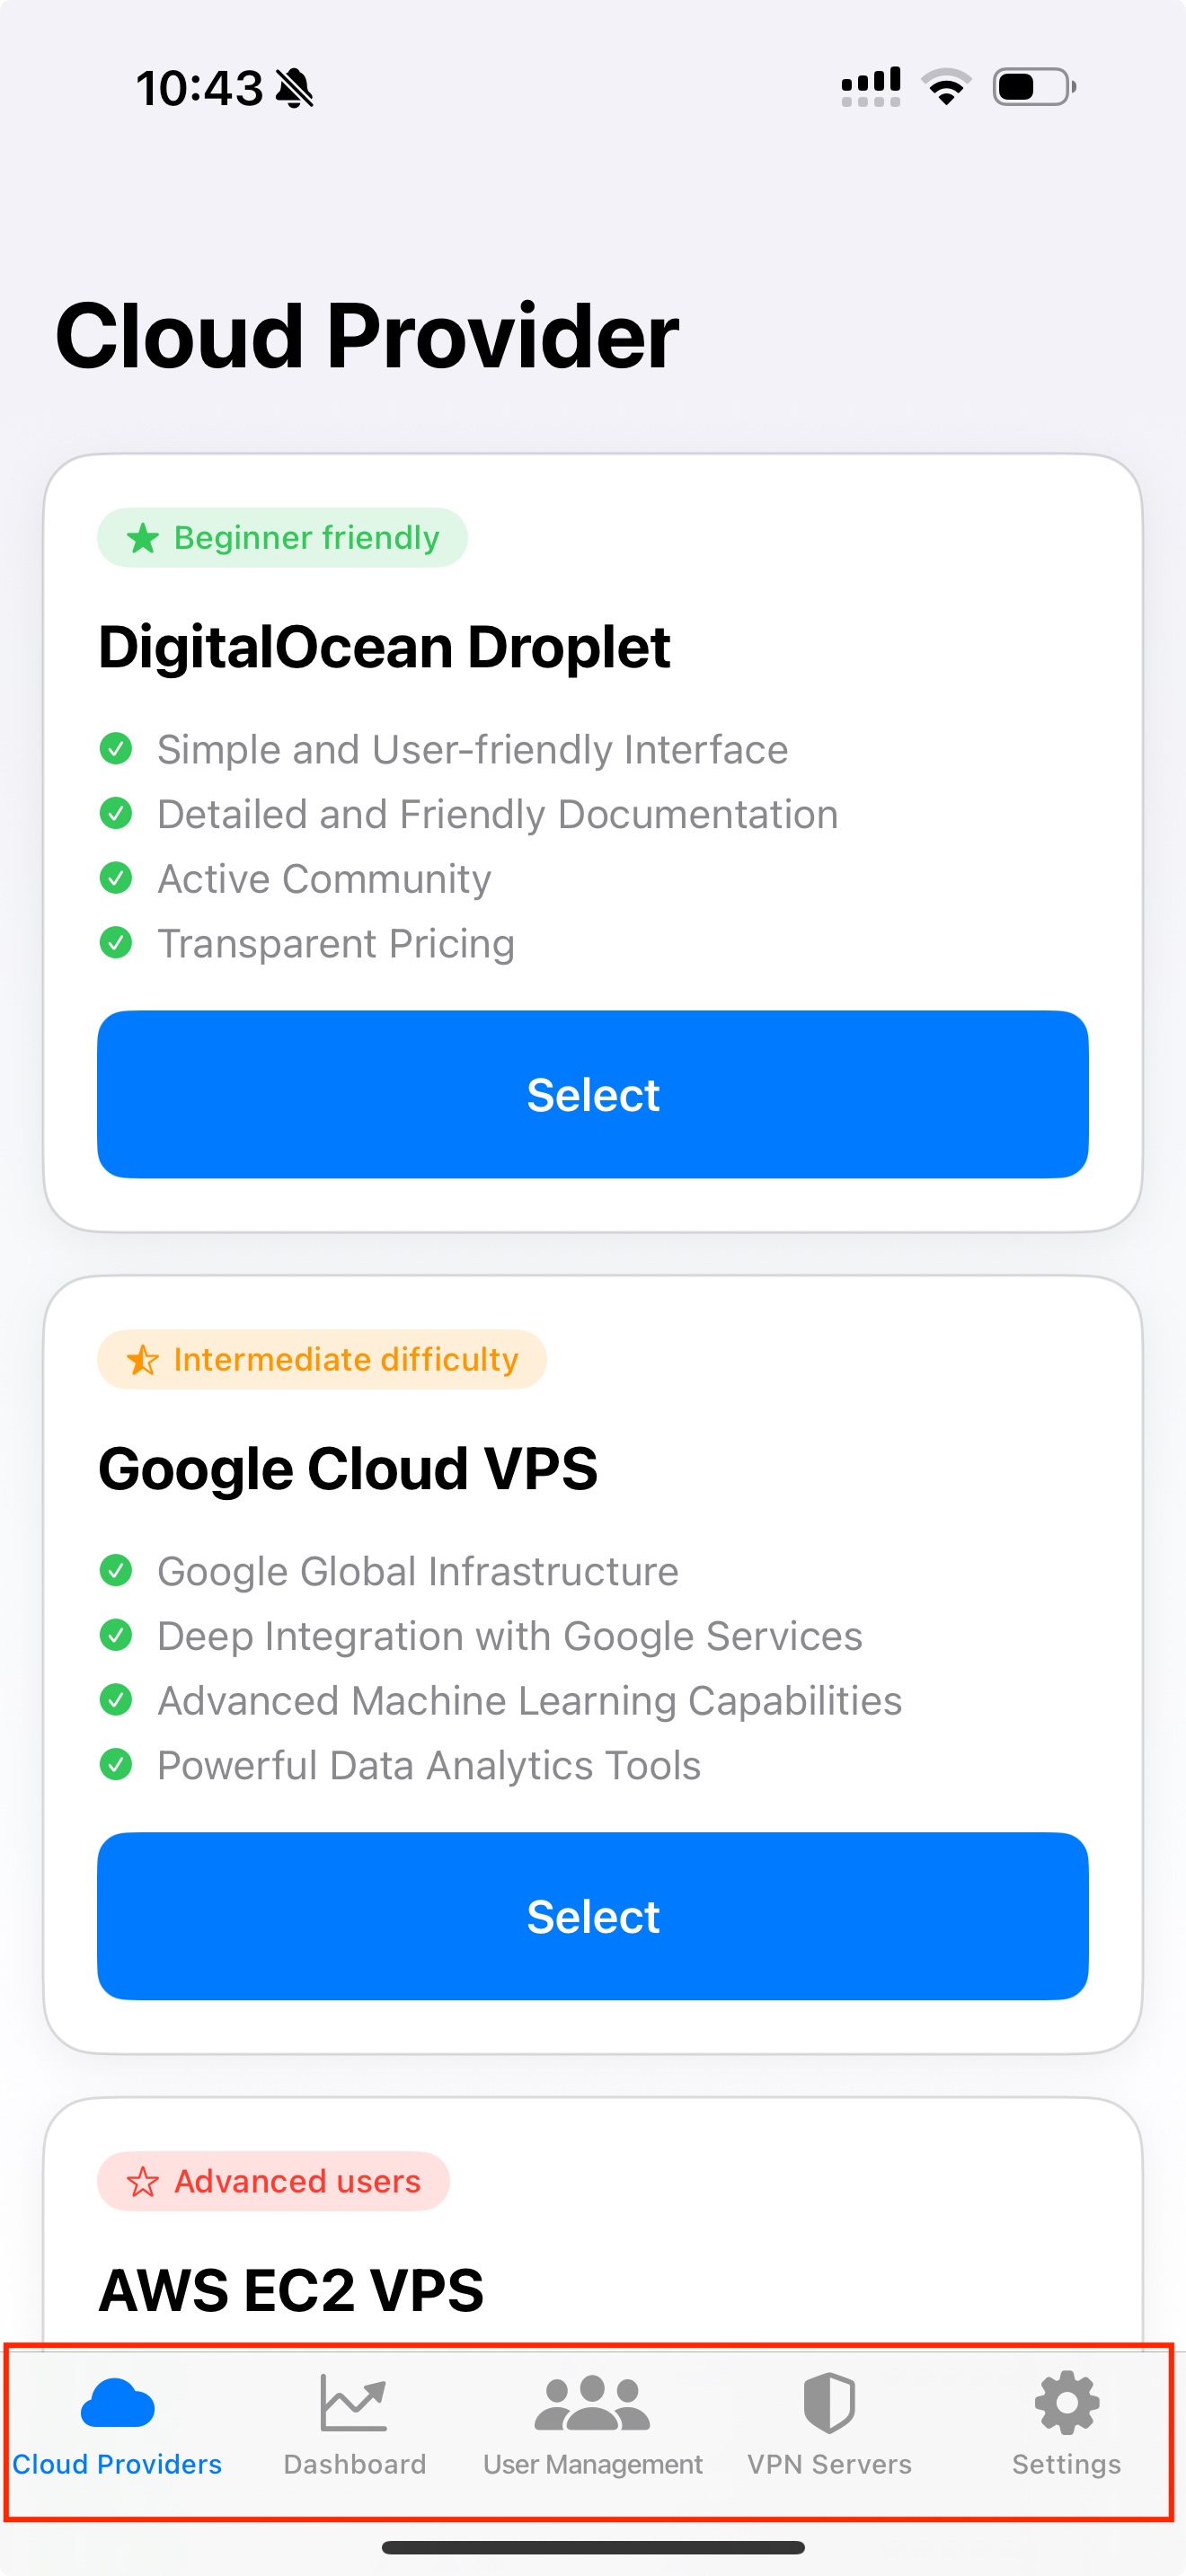 10:43
Cloud Provider
Beginner friendly
DigitalOcean Droplet
Simple and User-friendly Interface
Detailed and Friendly Documentation
Active Community
Transparent Pricing
Select
Intermediate difficulty
Google Cloud VPS
Google Global Infrastructure
Deep Integration with Google Services
Advanced Machine Learning Capabilities
Powerful Data Analytics Tools
Select
Advanced users
AWS EC2 VPS
Cloud Providers Dashboard User Management VPN Servers Settings